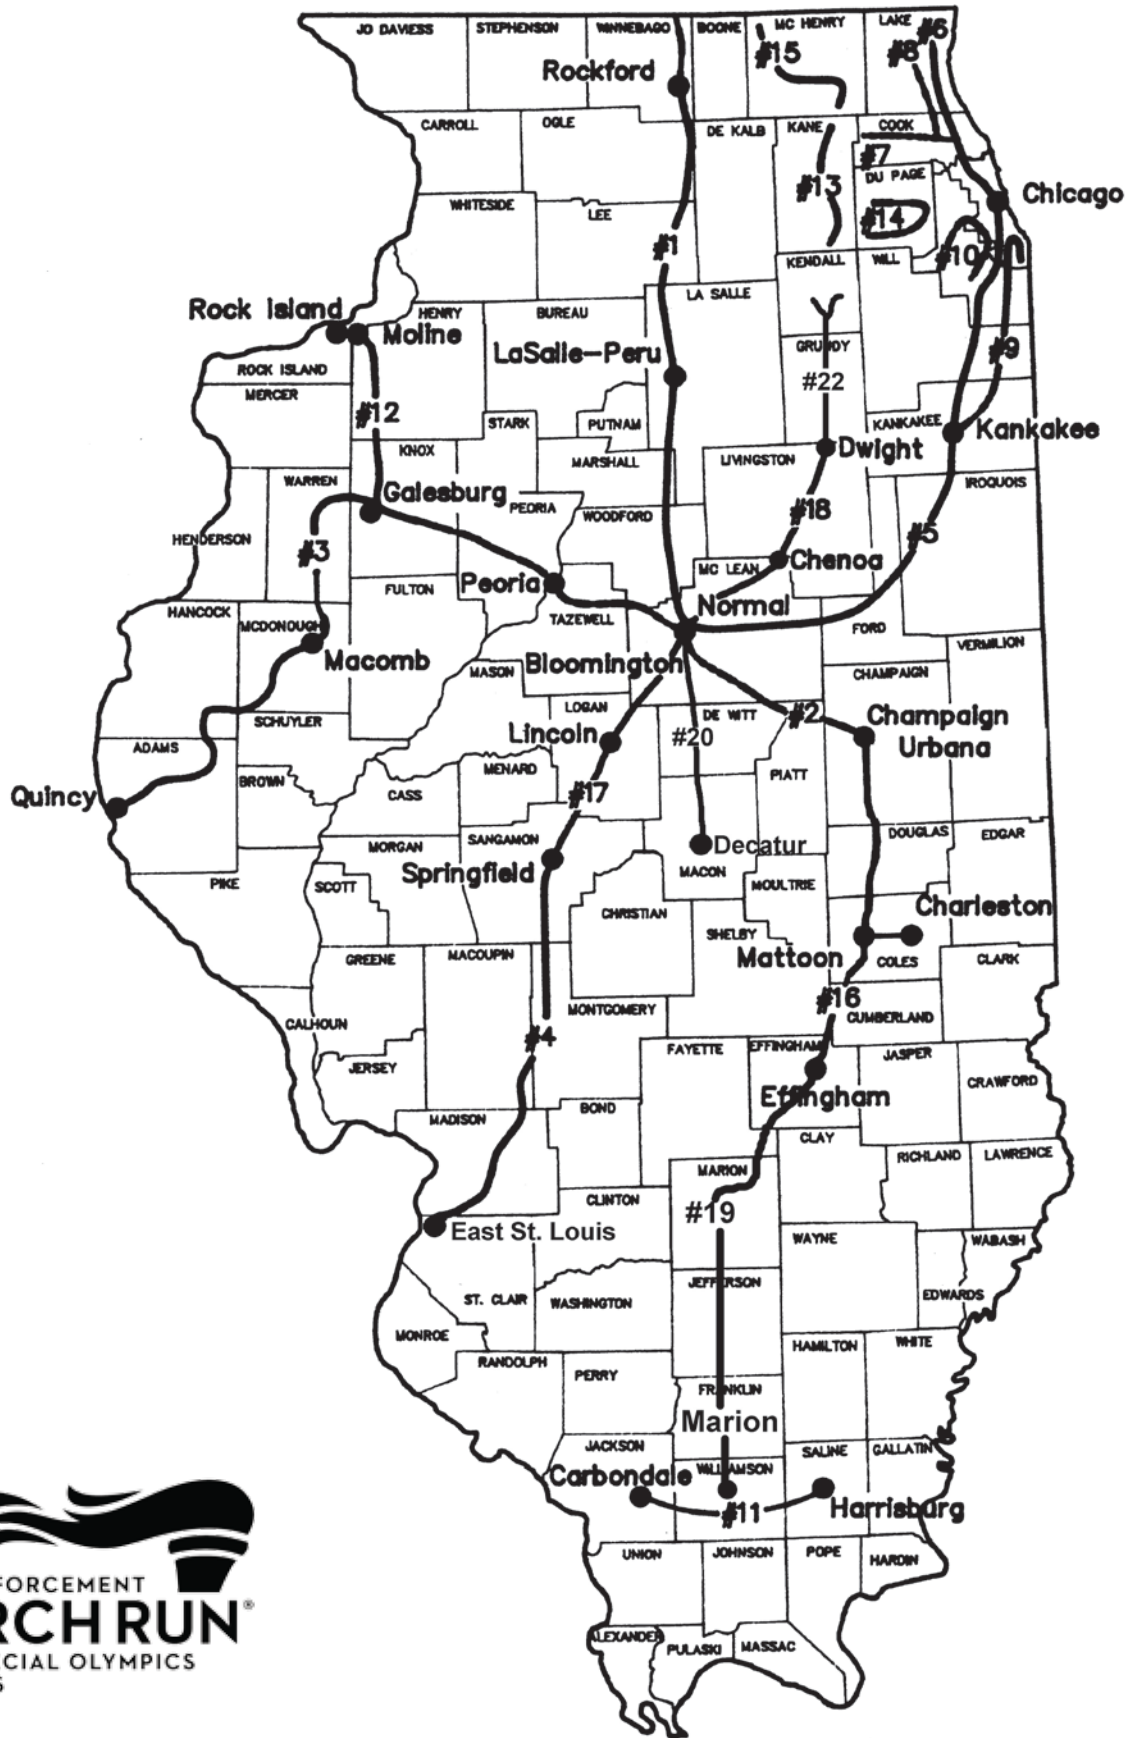 JO DAVIESS
STEPHENSON
WINNEBAGO
BOONE
MC HENRY
LAKE
#6
#8
#15
Rockford
CARROLL
OGLE
DE KALB
KANE
COOK
#7
DU PAGE
#13
#14
Chicago
WHITESIDE
LEE
#1
KENDALL
WILL
#10
LA SALLE
Rock Island
HENRY
BUREAU
Moline
LaSalle-Peru
GRUNDY
#9
ROCK ISLAND
MERCER
#22
#12
STARK
PUTNAM
KANKAKEE
Kankakee
KNOX
MARSHALL
LIVINGSTON
Dwight
WARREN
Galesburg
PEORIA
WOODFORD
IROQUOIS
#18
#5
HENDERSON
#3
MC LEAN
Chenoa
Peoria
FULTON
HANCOCK
MCDONOUGH
TAZEWELL
Normal
FORD
VERMILION
Macomb
MASON
Bloomington
CHAMPAIGN
SCHUYLER
LOGAN
DE WITT
#2
Champaign
Urbana
ADAMS
Lincoln
#20
BROWN
MENARD
PIATT
Quincy
CASS
#17
DOUGLAS
EDGAR
MORGAN
SANGAMON
Decatur
Springfield
MACON
MOULTRIE
PIKE
SCOTT
CHRISTIAN
Charleston
SHELBY
GREENE
MACOUPIN
Mattoon
COLES
CLARK
#16
MONTGOMERY
CUMBERLAND
CALHOUN
#4
FAYETTE
EFFINGHAM
JASPER
JERSEY
CRAWFORD
Effingham
MADISON
BOND
CLAY
RICHLAND
LAWRENCE
MARION
CLINTON
#19
East St. Louis
WAYNE
WABASH
JEFFERSON
EDWARDS
ST. CLAIR
WASHINGTON
MONROE
HAMILTON
WHITE
RANDOLPH
PERRY
FRANKLIN
Marion
JACKSON
SALINE
GALLATIN
Carbondale
WILLIAMSON
#11
Harrisburg
UNION
JOHNSON
POPE
HARDIN
FORCEMENT
RCH RUN®
CIAL OLYMPICS
S
ALEXANDER
PULASKI
MASSAC